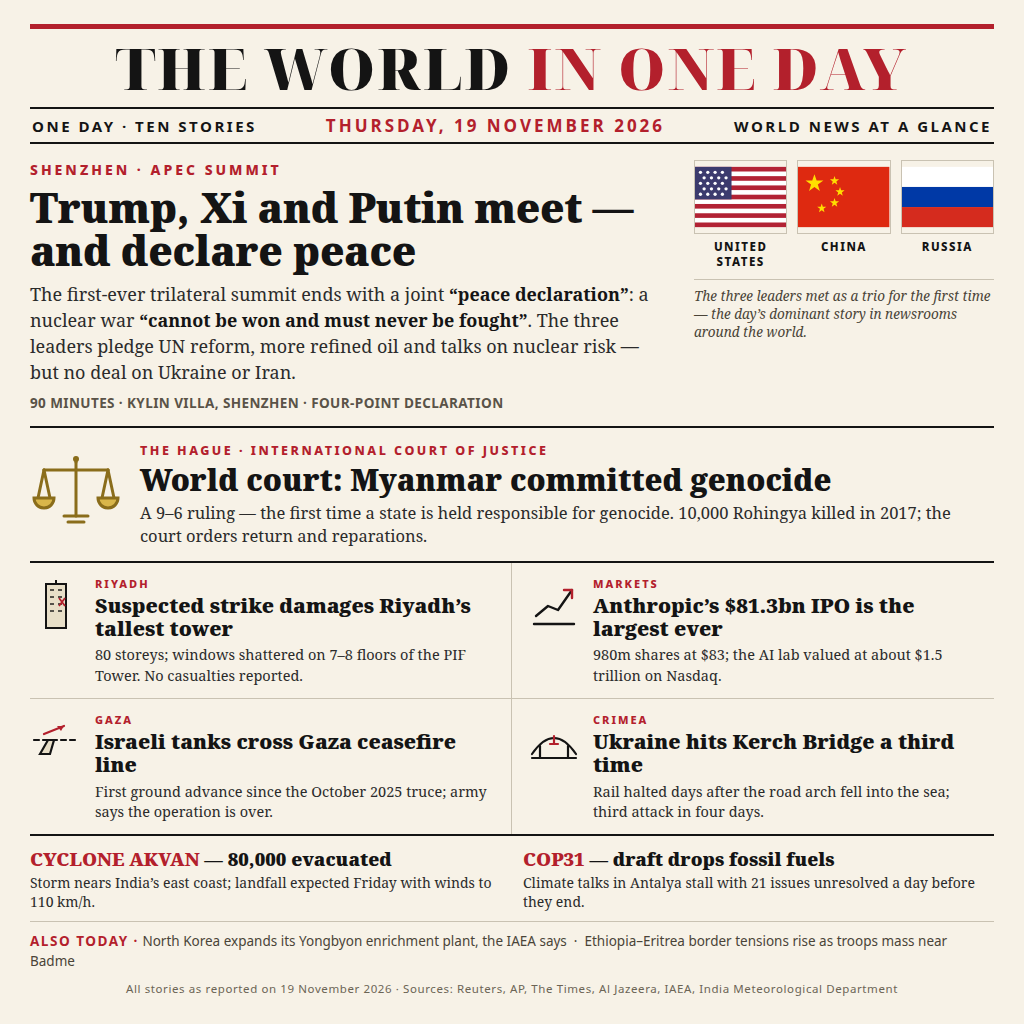 THE WORLD IN ONE DAY
ONE DAY · TEN STORIES
THURSDAY, 19 NOVEMBER 2026
WORLD NEWS AT A GLANCE
SHENZHEN · APEC SUMMIT
Trump, Xi and Putin meet —
and declare peace
The first-ever trilateral summit ends with a joint “peace declaration”: a
nuclear war “cannot be won and must never be fought”. The three
leaders pledge UN reform, more refined oil and talks on nuclear risk —
but no deal on Ukraine or Iran.
90 MINUTES · KYLIN VILLA, SHENZHEN · FOUR-POINT DECLARATION
UNITED
STATES
CHINA
RUSSIA
The three leaders met as a trio for the first time
— the day’s dominant story in newsrooms
around the world.
THE HAGUE · INTERNATIONAL COURT OF JUSTICE
World court: Myanmar committed genocide
A 9–6 ruling — the first time a state is held responsible for genocide. 10,000 Rohingya killed in 2017; the
court orders return and reparations.
RIYADH
Suspected strike damages Riyadh’s
tallest tower
80 storeys; windows shattered on 7–8 floors of the PIF
Tower. No casualties reported.
MARKETS
Anthropic’s $81.3bn IPO is the
largest ever
980m shares at $83; the AI lab valued at about $1.5
trillion on Nasdaq.
GAZA
Israeli tanks cross Gaza ceasefire
line
First ground advance since the October 2025 truce; army
says the operation is over.
CRIMEA
Ukraine hits Kerch Bridge a third
time
Rail halted days after the road arch fell into the sea;
third attack in four days.
CYCLONE AKVAN — 80,000 evacuated
Storm nears India’s east coast; landfall expected Friday with winds to
110 km/h.
COP31 — draft drops fossil fuels
Climate talks in Antalya stall with 21 issues unresolved a day before
they end.
ALSO TODAY · North Korea expands its Yongbyon enrichment plant, the IAEA says · Ethiopia–Eritrea border tensions rise as troops mass near
Badme
All stories as reported on 19 November 2026 · Sources: Reuters, AP, The Times, Al Jazeera, IAEA, India Meteorological Department